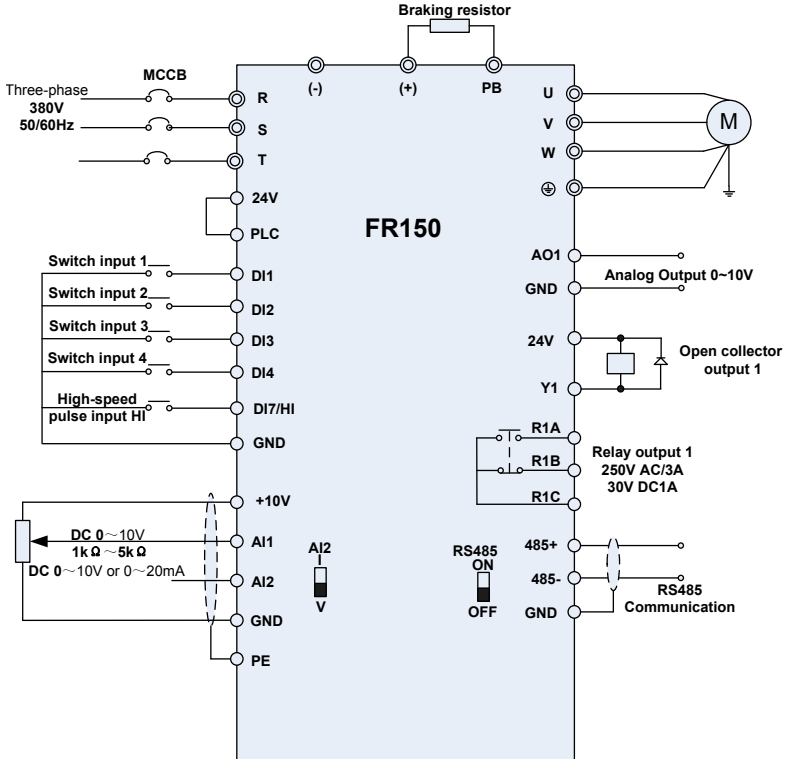 Braking resistor
MCCB
Three-phase
380V
50/60Hz
(-)
(+)
PB
R
S
T
U
V
W
M
24V
PLC
FR150
Switch input 1
DI1
Switch input 2
DI2
Switch input 3
DI3
Switch input 4
DI4
High-speed
pulse input HI
DI7/HI
GND
AO1
Analog Output 0~10V
GND
24V
Open collector
output 1
Y1
R1A
R1B
R1C
Relay output 1
250V AC/3A
30V DC1A
+10V
DC 0～10V
1kΩ～5kΩ
AI1
DC 0～10V or 0～20mA
AI2
GND
PE
AI2
I
V
RS485
ON
OFF
485+
485-
GND
RS485
Communication